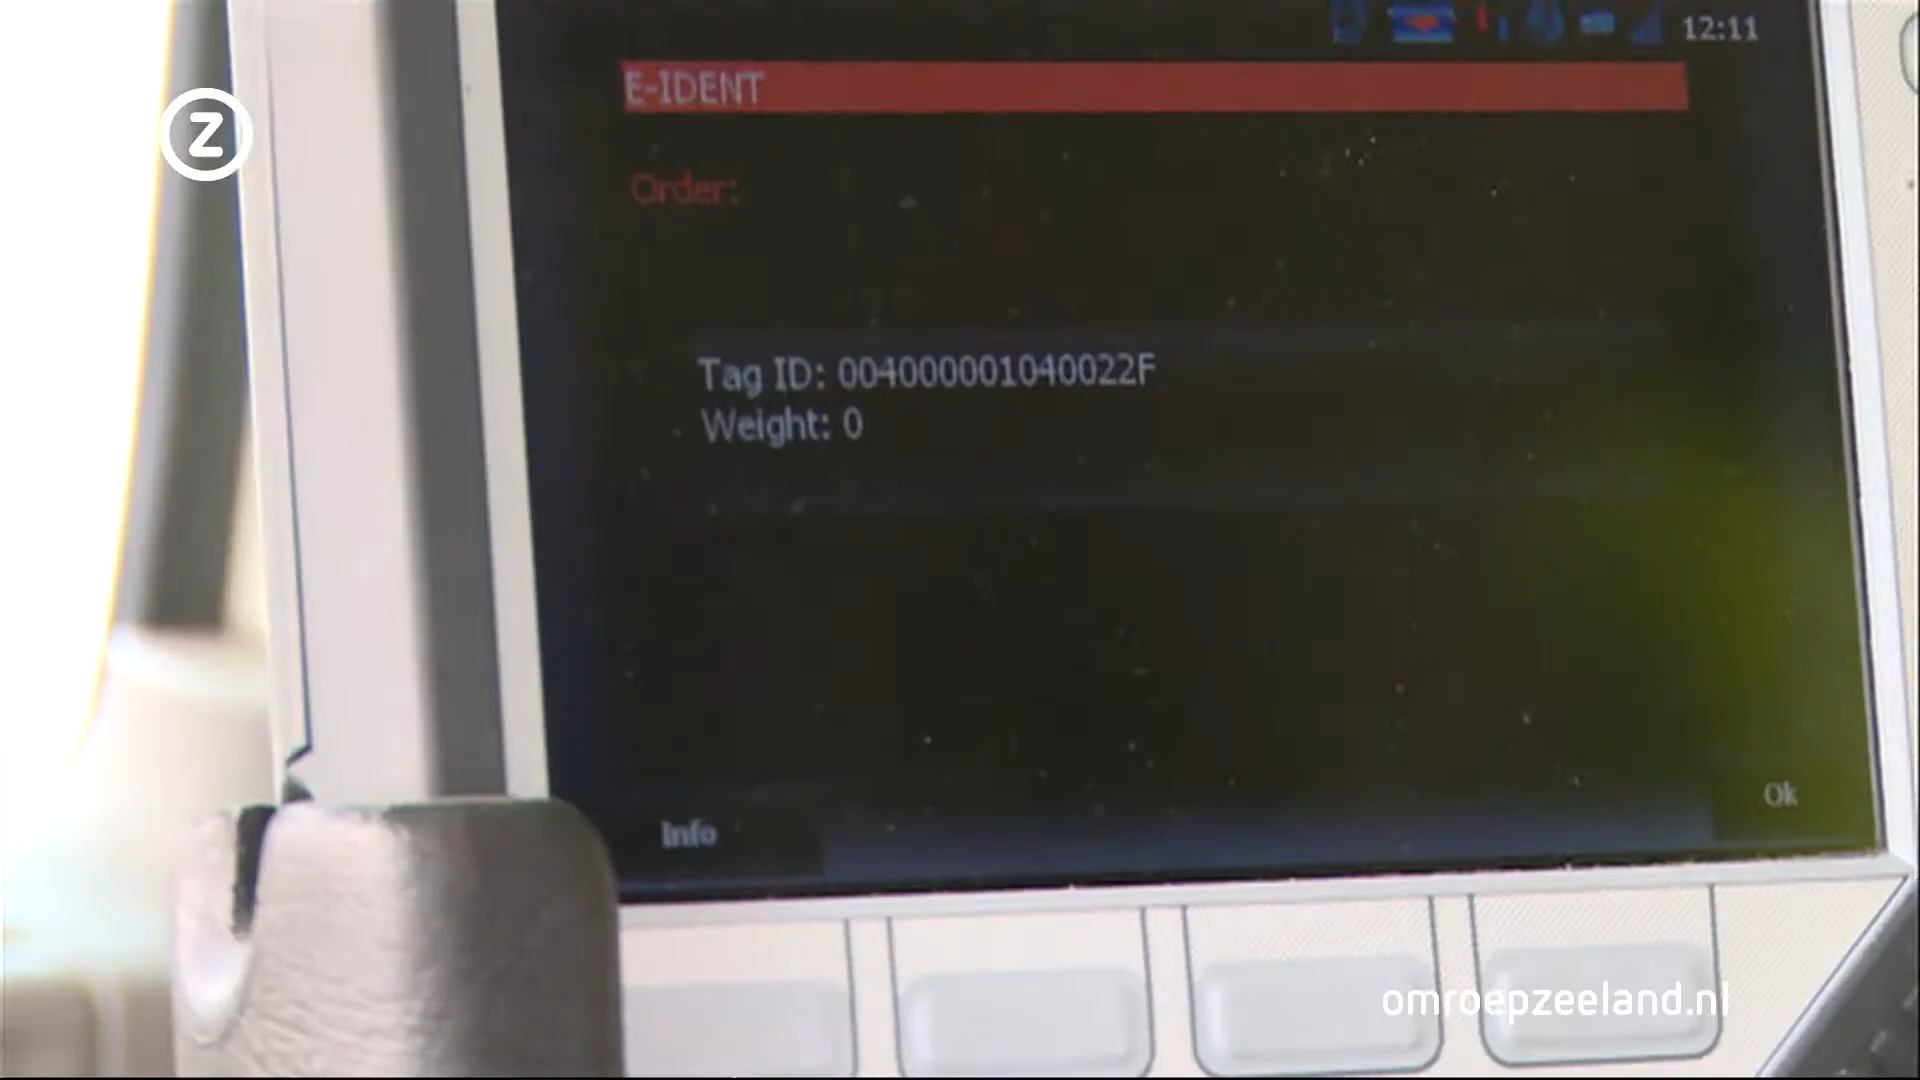 12:11
E-IDENT
Z
Order:
Tag ID: 004000001040022F
Weight: 0
Ok
Info
omroepzeeland.nl